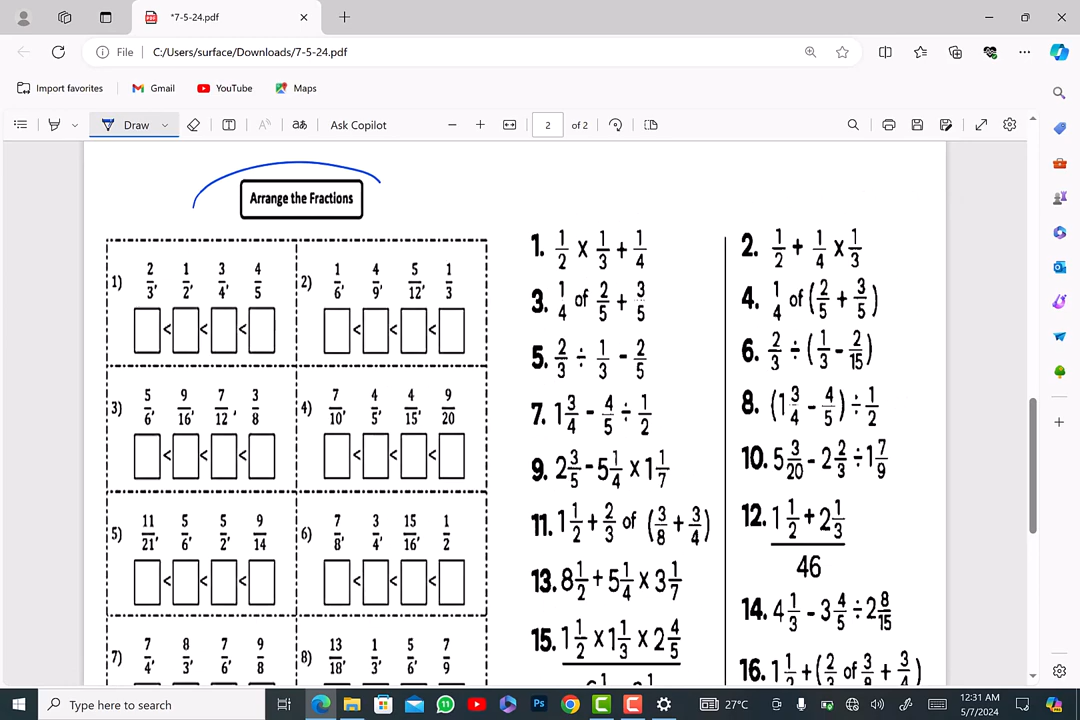 *7-5-24.pdf
File C:/Users/surface/Downloads/7-5-24.pdf
Import favorites Gmail YouTube Maps
Draw Ask Copilot 2 of 2
Arrange the Fractions
1) 2/3, 1/2, 3/4, 4/5
< < <
2) 1/6, 4/9, 5/12, 1/3
< < <
3) 5/6, 9/16, 7/12, 3/8
< < <
4) 7/10, 4/5, 4/15, 9/20
< < <
5) 11/21, 5/6, 5/2, 9/14
< < <
6) 7/8, 3/4, 15/16, 1/2
< < <
7) 7/4, 8/3, 7/6, 9/8
8) 13/18, 1/3, 5/6, 7/9
1. 1/2 × 1/3 + 1/4
2. 1/2 + 1/4 × 1/3
3. 1/4 of 2/5 + 3/5
4. 1/4 of (2/5 + 3/5)
5. 2/3 ÷ 1/3 - 2/5
6. 2/3 ÷ (1/3 - 2/15)
7. 1 3/4 - 4/5 ÷ 1/2
8. (1 3/4 - 4/5) ÷ 1/2
9. 2 3/5 - 5 1/4 × 1 1/7
10. 5 3/20 - 2 2/3 ÷ 1 7/9
11. 1 1/2 + 2/3 of (3/8 + 3/4)
12. 1 1/2 + 2 1/3
46
13. 8 1/2 + 5 1/4 × 3 1/7
14. 4 1/3 - 3 4/5 ÷ 2 8/15
15. 1 1/2 × 1 1/3 × 2 4/5
16. 1 1/2 + (2/3 of 3/8 + 3/4)
Type here to search
11
Ps
27°C
12:31 AM
5/7/2024